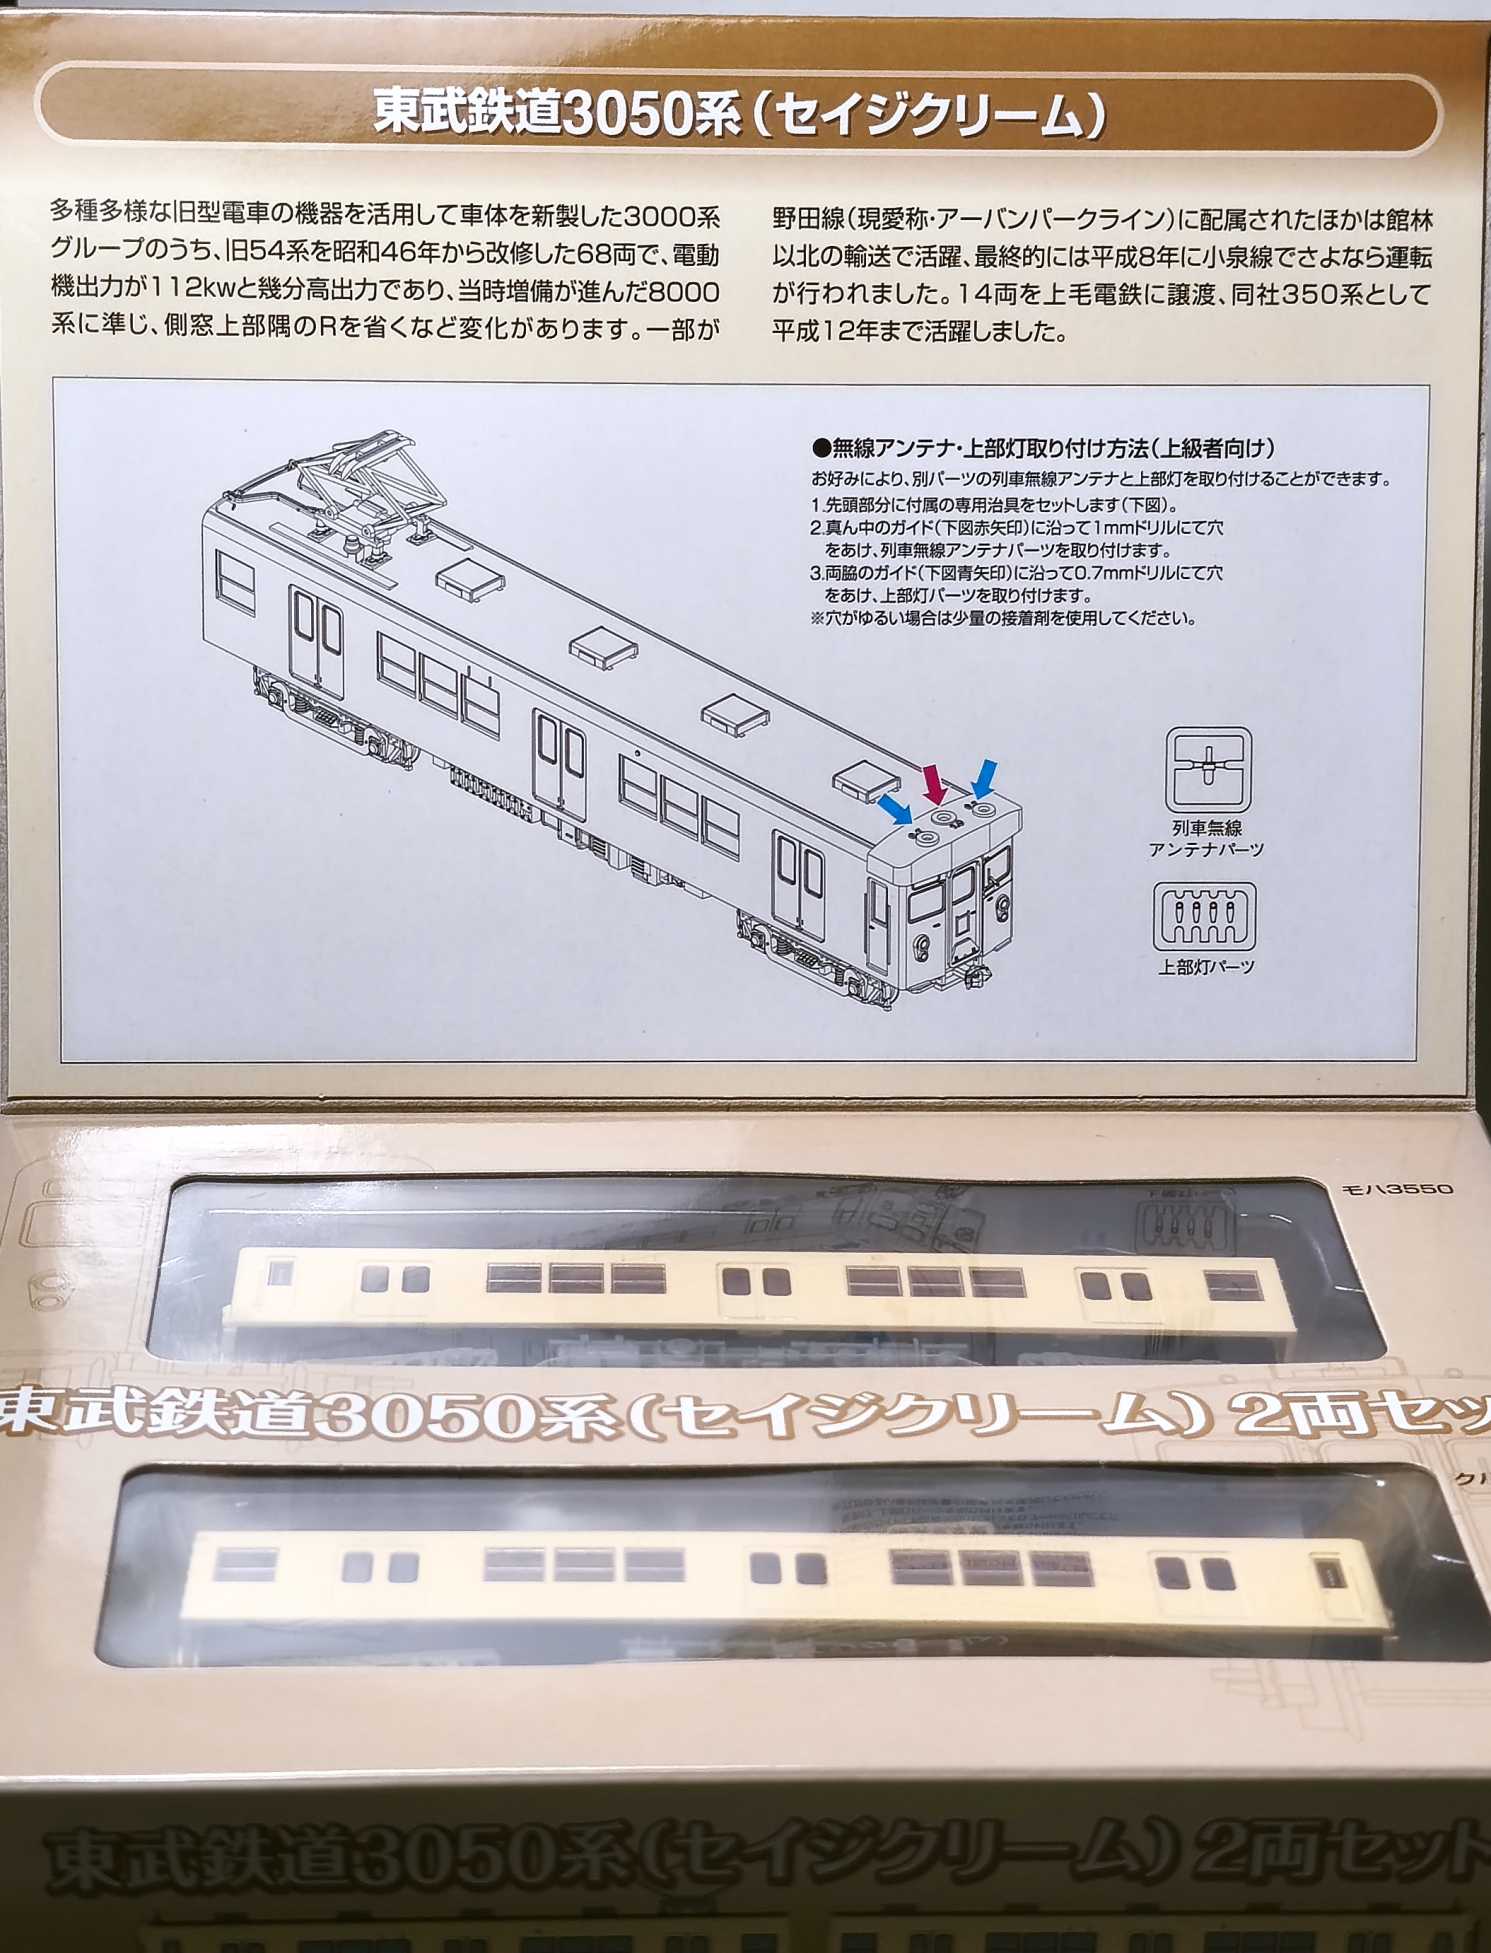 東武鉄道3050系（セイジクリーム）
多種多様な旧型電車の機器を活用して車体を新製した3000系
グループのうち、旧54系を昭和46年から改修した68両で、電動
機出力が112kwと幾分高出力であり、当時増備が進んだ8000
系に準じ、側窓上部隅のRを省くなど変化があります。一部が
野田線（現愛称・アーバンパークライン）に配属されたほかは館林
以北の輸送で活躍、最終的には平成8年に小泉線でさよなら運転
が行われました。14両を上毛電鉄に譲渡、同社350系として
平成12年まで活躍しました。
●無線アンテナ・上部灯取り付け方法（上級者向け）
お好みにより、別パーツの列車無線アンテナと上部灯を取り付けることができます。
1.先頭部分に付属の専用治具をセットします（下図）。
2.真ん中のガイド（下図赤矢印）に沿って1mmドリルにて穴
をあけ、列車無線アンテナパーツを取り付けます。
3.両脇のガイド（下図青矢印）に沿って0.7mmドリルにて穴
をあけ、上部灯パーツを取り付けます。
※穴がゆるい場合は少量の接着剤を使用してください。
列車無線
アンテナパーツ
上部灯パーツ
モハ3550
東武鉄道3050系（セイジクリーム）2両セッ
クハ
東武鉄道3050系（セイジクリーム）2両セット